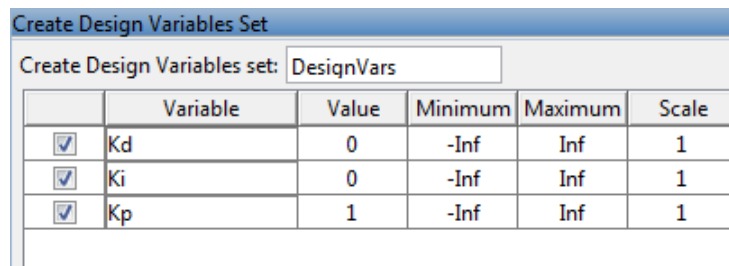 Create Design Variables Set
Create Design Variables set: DesignVars
Variable Value Minimum Maximum Scale
Kd 0 -Inf Inf 1
Ki 0 -Inf Inf 1
Kp 1 -Inf Inf 1